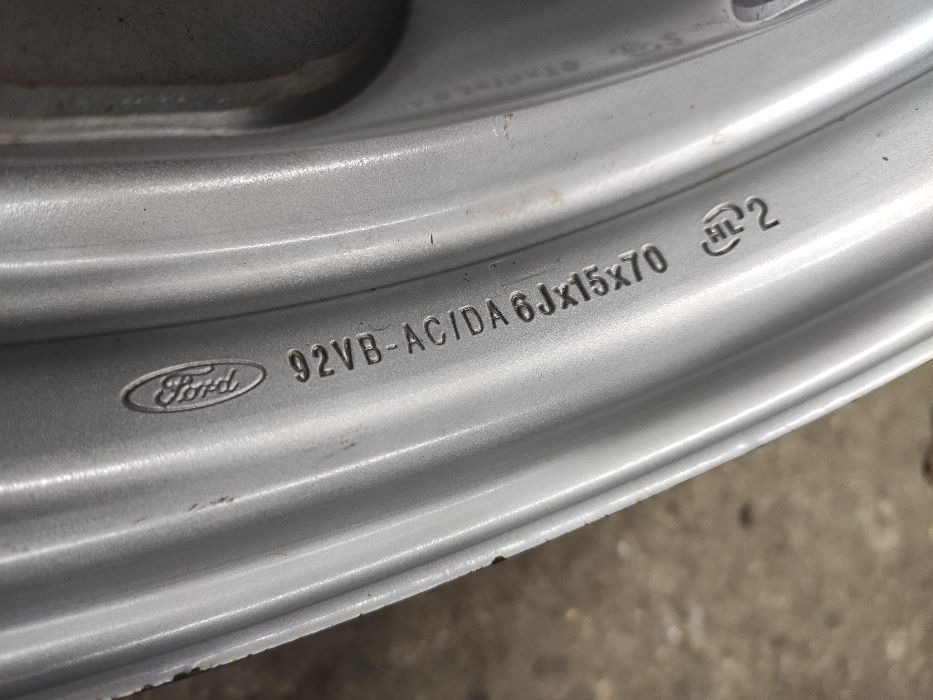 Ford 92VB-AC/DA 6Jx15x70 HL 2